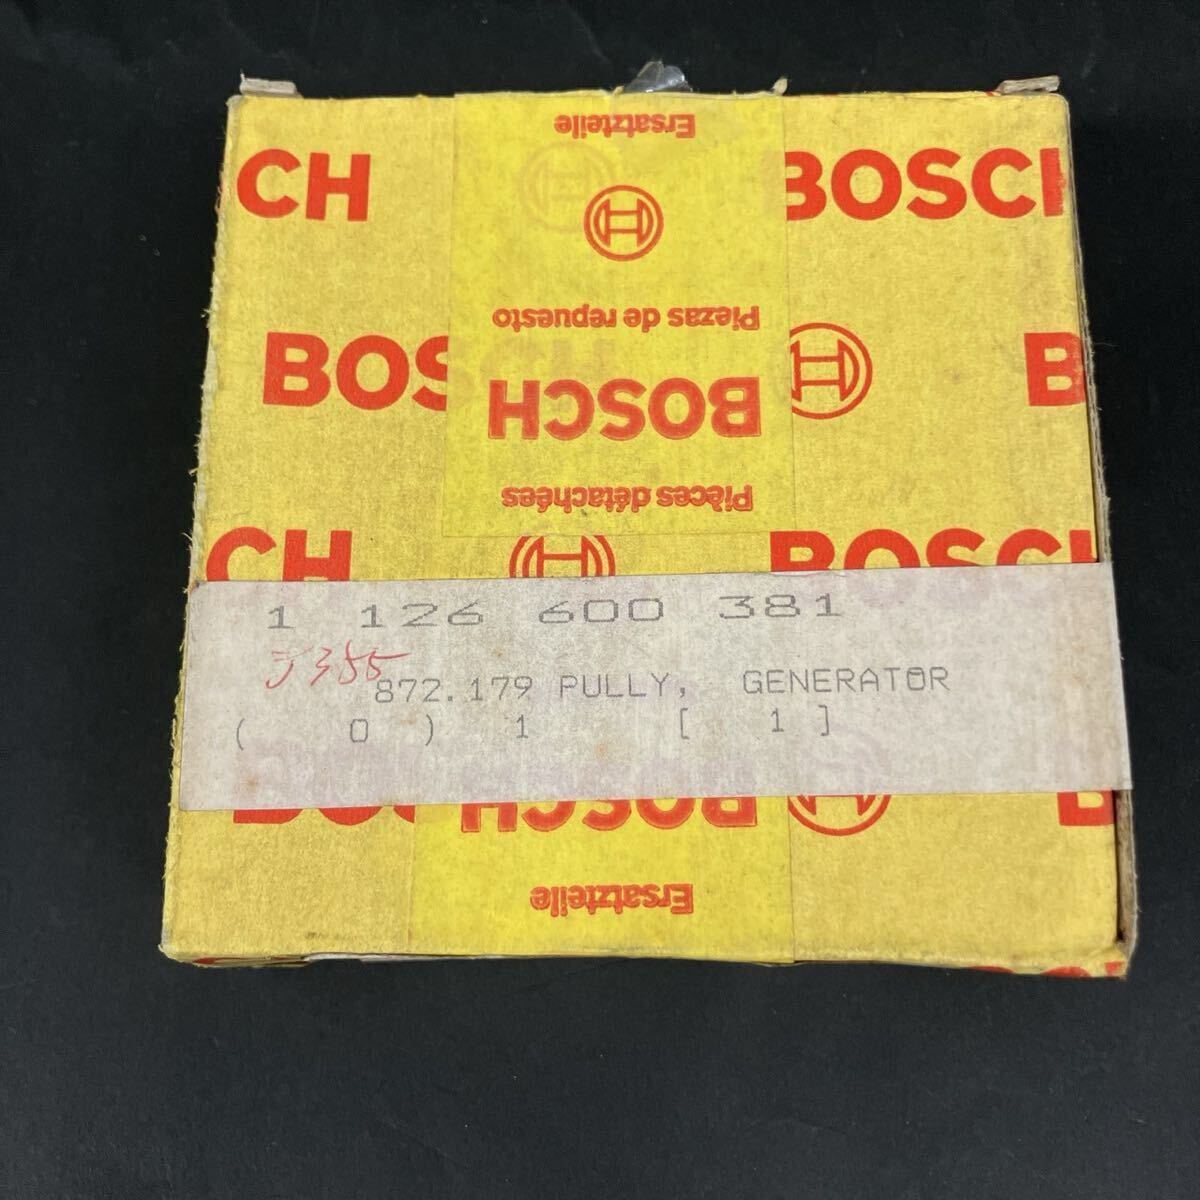 Ersatzteile
CH
BOSCH
Piezas de repuesto
BOS
BOSCH
B
Pièces détachées
CH
BOSCH
1 126 600 381
872.179 PULLY, GENERATOR
( 0 ) 1 [ 1 ]
BOSCH
B
Ersatzteile